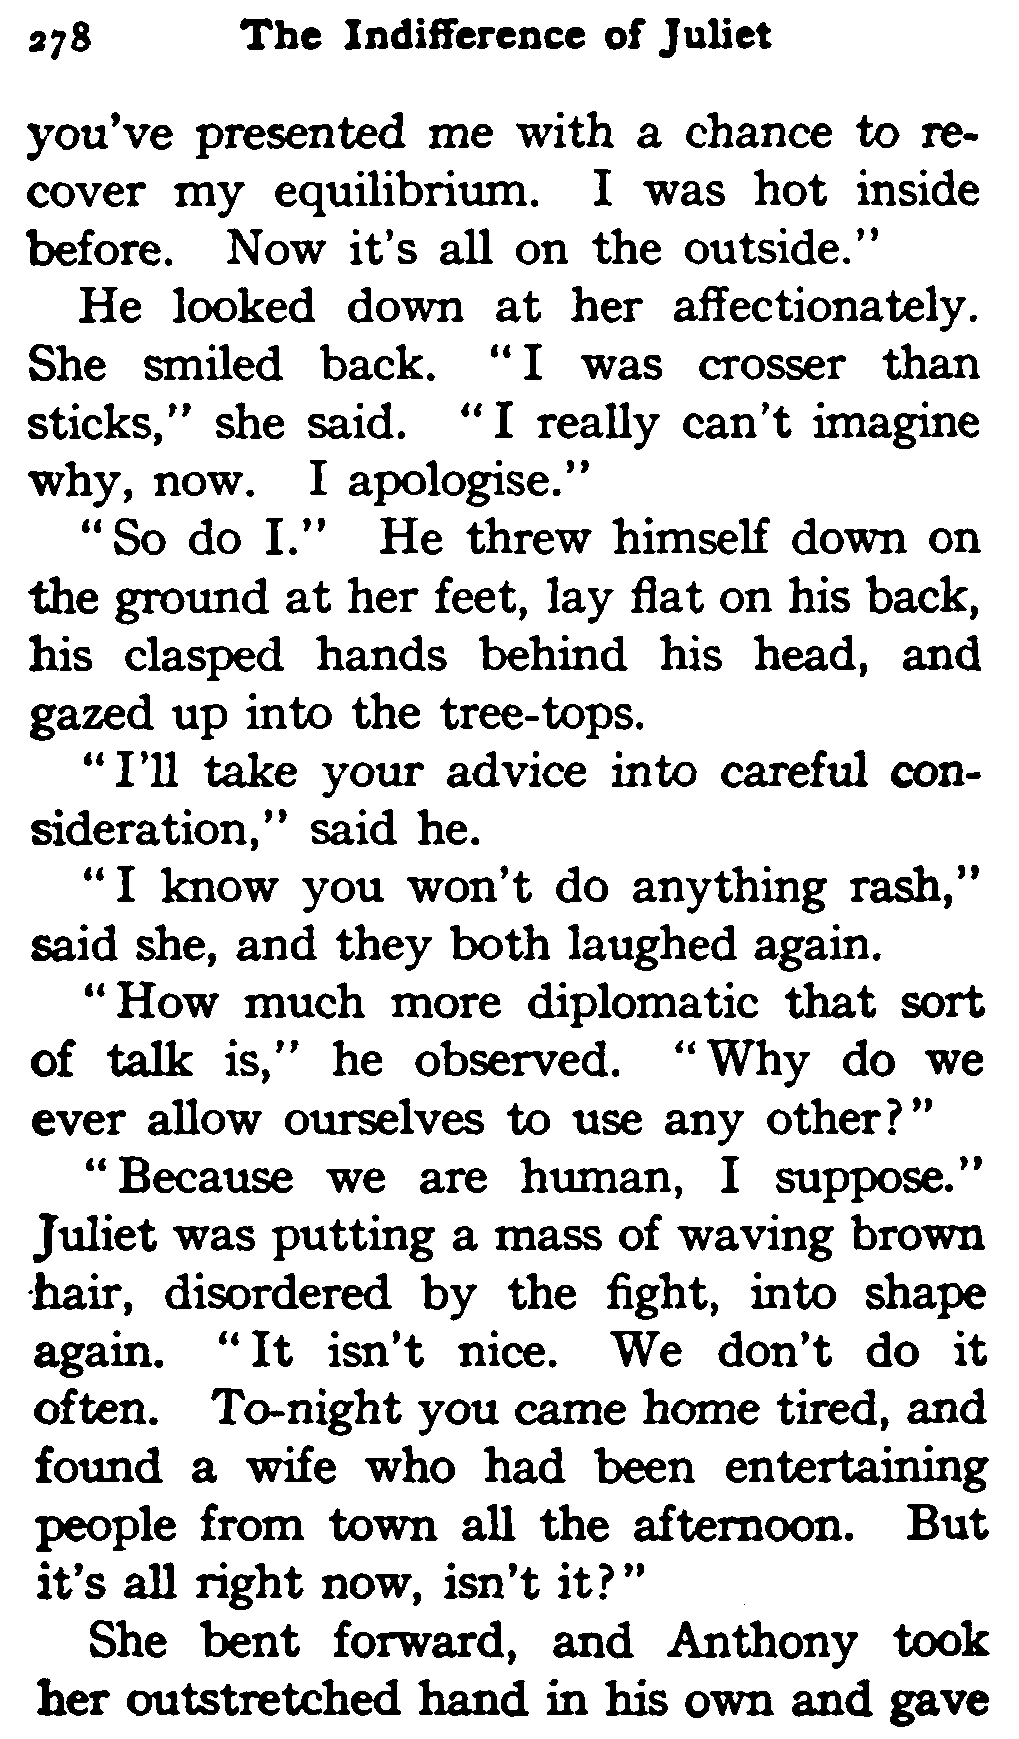 278 The Indifference of Juliet
you've presented me with a chance to re-
cover my equilibrium. I was hot inside
before. Now it's all on the outside."
He looked down at her affectionately.
She smiled back. "I was crosser than
sticks," she said. "I really can't imagine
why, now. I apologise."
"So do I." He threw himself down on
the ground at her feet, lay flat on his back,
his clasped hands behind his head, and
gazed up into the tree-tops.
"I'll take your advice into careful con-
sideration," said he.
"I know you won't do anything rash,"
said she, and they both laughed again.
"How much more diplomatic that sort
of talk is," he observed. "Why do we
ever allow ourselves to use any other?"
"Because we are human, I suppose."
Juliet was putting a mass of waving brown
hair, disordered by the fight, into shape
again. "It isn't nice. We don't do it
often. To-night you came home tired, and
found a wife who had been entertaining
people from town all the afternoon. But
it's all right now, isn't it?"
She bent forward, and Anthony took
her outstretched hand in his own and gave